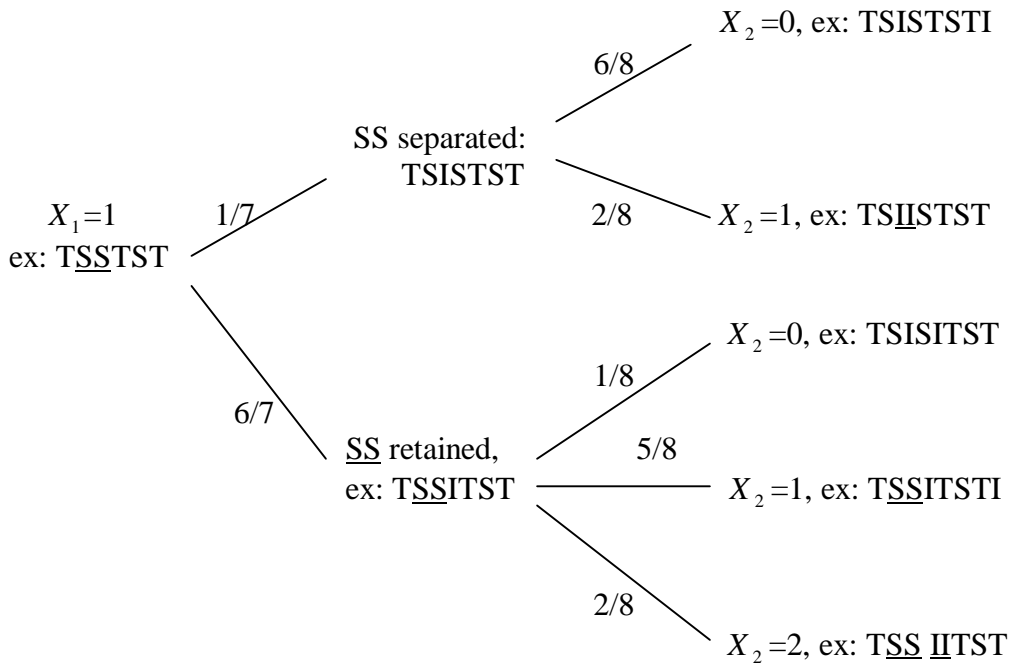 X₂=0, ex: TSISTSTI
6/8
SS separated:
TSISTST
X₁=1
1/7
2/8
X₂=1, ex: TSIISTST
ex: TSSTST
X₂=0, ex: TSISITST
1/8
6/7
SS retained,
5/8
ex: TSSITST
X₂=1, ex: TSSITSTI
2/8
X₂=2, ex: TSS IITST